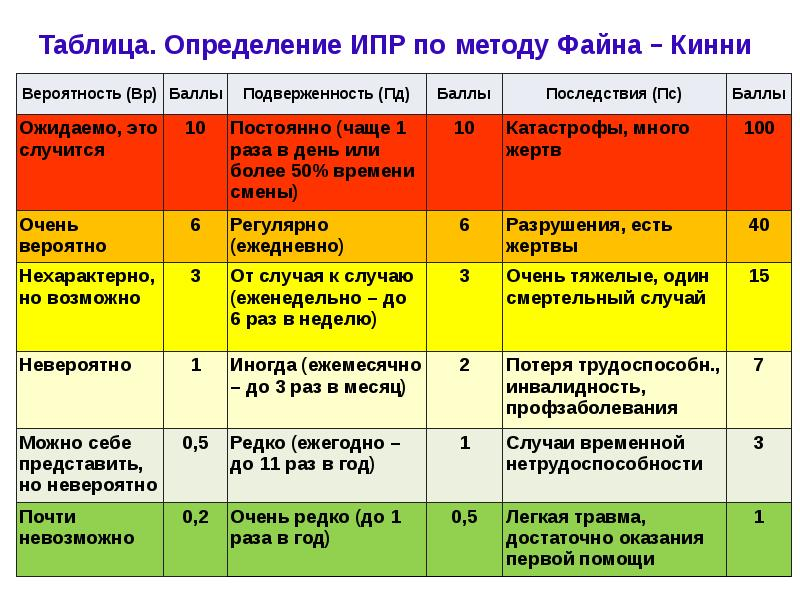 Таблица. Определение ИПР по методу Файна – Кинни
Вероятность (Вр) Баллы Подверженность (Пд) Баллы Последствия (Пс) Баллы
Ожидаемо, это
случится
10
Постоянно (чаще 1
раза в день или
более 50% времени
смены)
10
Катастрофы, много
жертв
100
Очень
вероятно
6
Регулярно
(ежедневно)
6
Разрушения, есть
жертвы
40
Нехарактерно,
но возможно
3
От случая к случаю
(еженедельно – до
6 раз в неделю)
3
Очень тяжелые, один
смертельный случай
15
Невероятно
1
Иногда (ежемесячно
– до 3 раз в месяц)
2
Потеря трудоспособн.,
инвалидность,
профзаболевания
7
Можно себе
представить,
но невероятно
0,5
Редко (ежегодно –
до 11 раз в год)
1
Случаи временной
нетрудоспособности
3
Почти
невозможно
0,2
Очень редко (до 1
раза в год)
0,5
Легкая травма,
достаточно оказания
первой помощи
1